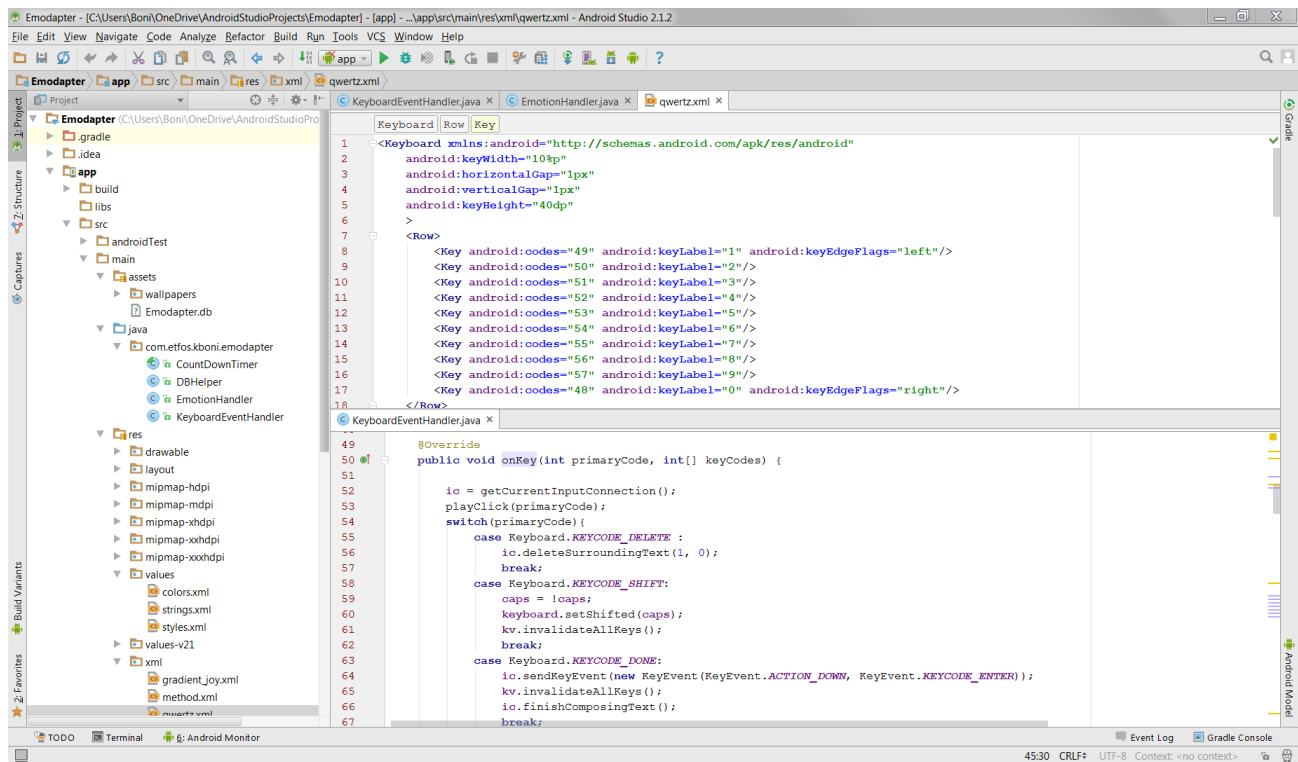 Emodapter - [C:\Users\Boni\OneDrive\AndroidStudioProjects\Emodapter] - [app] - ...\app\src\main\res\xml\qwertz.xml - Android Studio 2.1.2
File Edit View Navigate Code Analyze Refactor Build Run Tools VCS Window Help
app
Emodapter app src main res xml qwertz.xml
Project
KeyboardEventHandler.java × EmotionHandler.java × qwertz.xml ×
1: Project
Z: Structure
Captures
Build Variants
2: Favorites
Emodapter (C:\Users\Boni\OneDrive\AndroidStudioPro
.gradle
.idea
app
build
libs
src
androidTest
main
assets
wallpapers
Emodapter.db
java
com.etfos.kboni.emodapter
CountDownTimer
DBHelper
EmotionHandler
KeyboardEventHandler
res
drawable
layout
mipmap-hdpi
mipmap-mdpi
mipmap-xhdpi
mipmap-xxhdpi
mipmap-xxxhdpi
values
colors.xml
strings.xml
styles.xml
values-v21
xml
gradient_joy.xml
method.xml
qwertz.xml
Keyboard Row Key
1 <Keyboard xmlns:android="http://schemas.android.com/apk/res/android"
2 android:keyWidth="10%p"
3 android:horizontalGap="1px"
4 android:verticalGap="1px"
5 android:keyHeight="40dp"
6 >
7 <Row>
8 <Key android:codes="49" android:keyLabel="1" android:keyEdgeFlags="left"/>
9 <Key android:codes="50" android:keyLabel="2"/>
10 <Key android:codes="51" android:keyLabel="3"/>
11 <Key android:codes="52" android:keyLabel="4"/>
12 <Key android:codes="53" android:keyLabel="5"/>
13 <Key android:codes="54" android:keyLabel="6"/>
14 <Key android:codes="55" android:keyLabel="7"/>
15 <Key android:codes="56" android:keyLabel="8"/>
16 <Key android:codes="57" android:keyLabel="9"/>
17 <Key android:codes="48" android:keyLabel="0" android:keyEdgeFlags="right"/>
18 </Row>
KeyboardEventHandler.java ×
49 @Override
50 public void onKey(int primaryCode, int[] keyCodes) {
51
52 ic = getCurrentInputConnection();
53 playClick(primaryCode);
54 switch(primaryCode){
55 case Keyboard.KEYCODE_DELETE :
56 ic.deleteSurroundingText(1, 0);
57 break;
58 case Keyboard.KEYCODE_SHIFT:
59 caps = !caps;
60 keyboard.setShifted(caps);
61 kv.invalidateAllKeys();
62 break;
63 case Keyboard.KEYCODE_DONE:
64 ic.sendKeyEvent(new KeyEvent(KeyEvent.ACTION_DOWN, KeyEvent.KEYCODE_ENTER));
65 kv.invalidateAllKeys();
66 ic.finishComposingText();
67 break;
Gradle
Android Model
TODO Terminal 6: Android Monitor Event Log Gradle Console
45:30 CRLF UTF-8 Context: <no context>